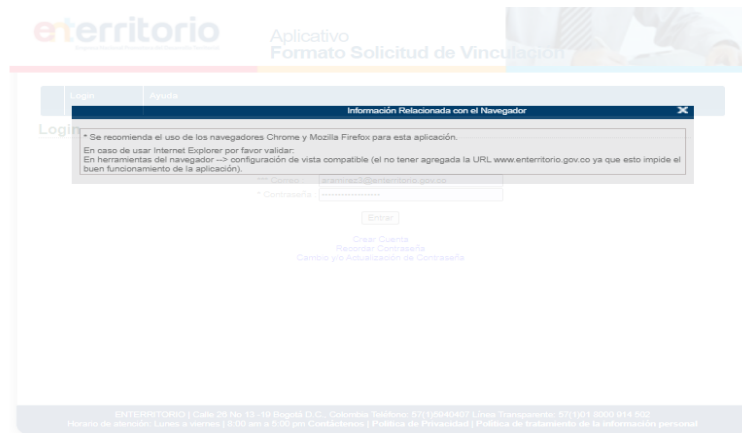 enterritorio
Aplicativo
Formato Solicitud de Vinculación
Login Ayuda
Información Relacionada con el Navegador X
Login
* Se recomienda el uso de los navegadores Chrome y Mozilla Firefox para esta aplicación.
En caso de usar Internet Explorer por favor validar:
En herramientas del navegador --> configuración de vista compatible (el no tener agregada la URL www.enterritorio.gov.co ya que esto impide el
buen funcionamiento de la aplicación).
* Correo aramirez3@enterritorio.gov.co
* Contraseña
Entrar
Crear Cuenta
Recordar Contraseña
Cambio y/o Actualización de Contraseña
ENTERRITORIO | Calle 26 No 13 -19 Bogotá D.C., Colombia Teléfono: 57(1)5940407 Línea Transparente: 57(1)01 8000 914 502
Horario de atención: Lunes a viernes | 8:00 am a 5:00 pm Contáctenos | Política de Privacidad | Política de tratamiento de la información personal